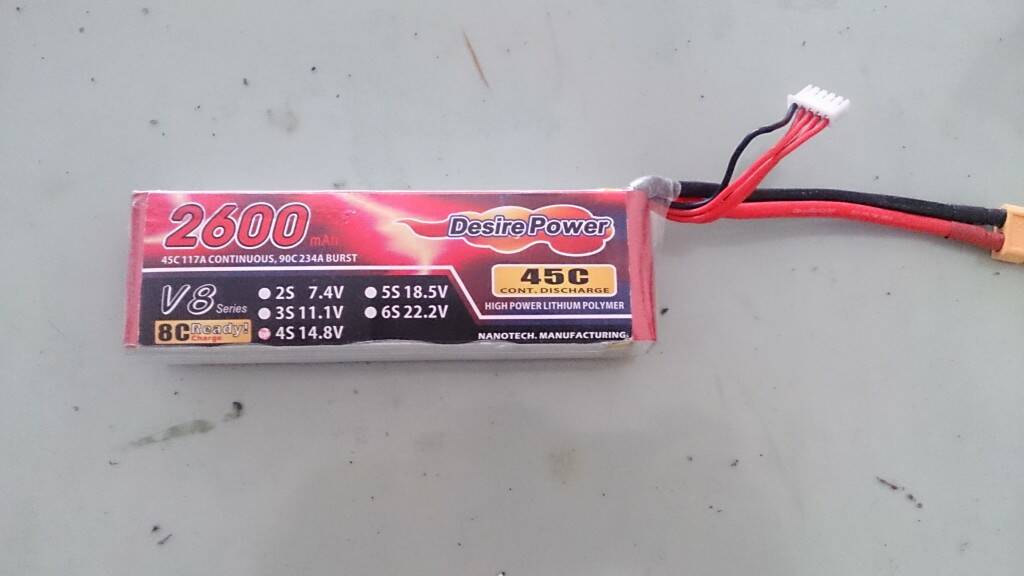 2600 mAh
Desire Power
45C 117A CONTINUOUS, 90C 234A BURST
45C
CONT. DISCHARGE
HIGH POWER LITHIUM POLYMER
V8 Series
2S 7.4V
5S 18.5V
3S 11.1V
6S 22.2V
8C Ready!
Charge
4S 14.8V
NANOTECH. MANUFACTURING.